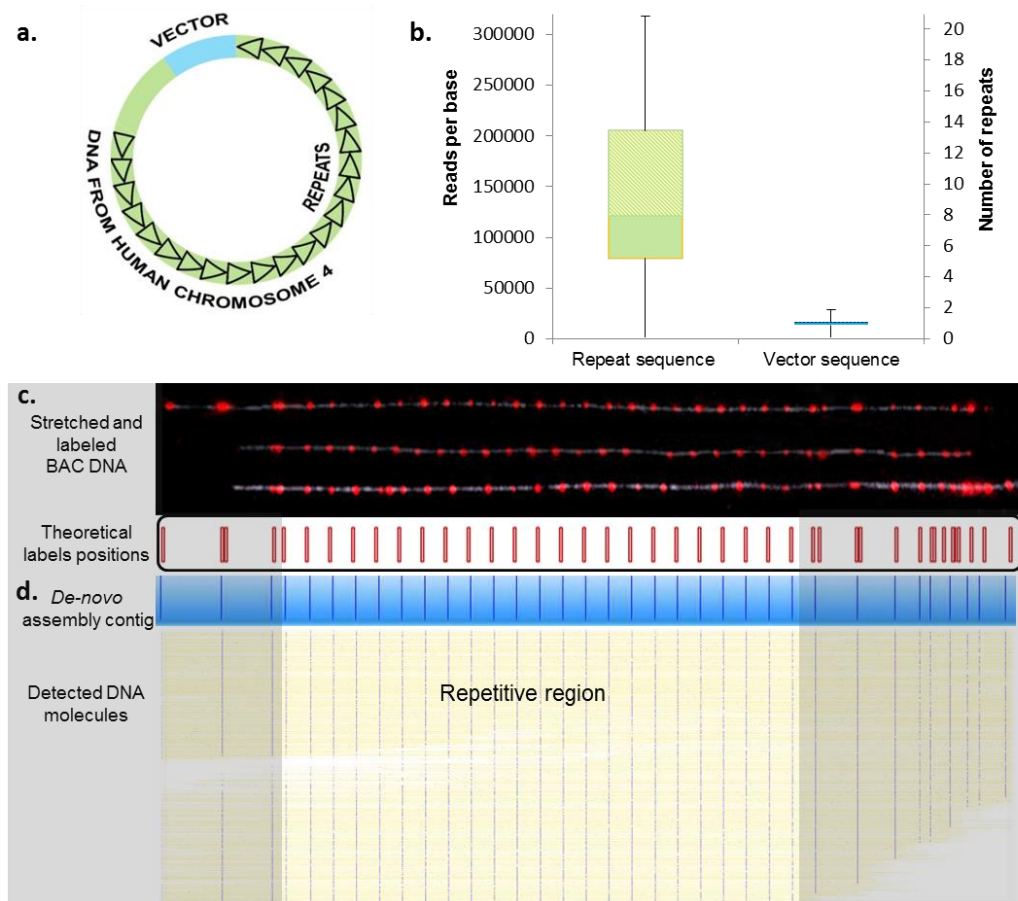 a.
VECTOR
REPEATS
DNA FROM HUMAN CHROMOSOME 4
b.
Reads per base
300000
250000
200000
150000
100000
50000
0
Number of repeats
20
18
16
14
12
10
8
6
4
2
0
Repeat sequence
Vector sequence
c.
Stretched and
labeled
BAC DNA
Theoretical
labels positions
d.
De-novo
assembly contig
Detected DNA
molecules
Repetitive region